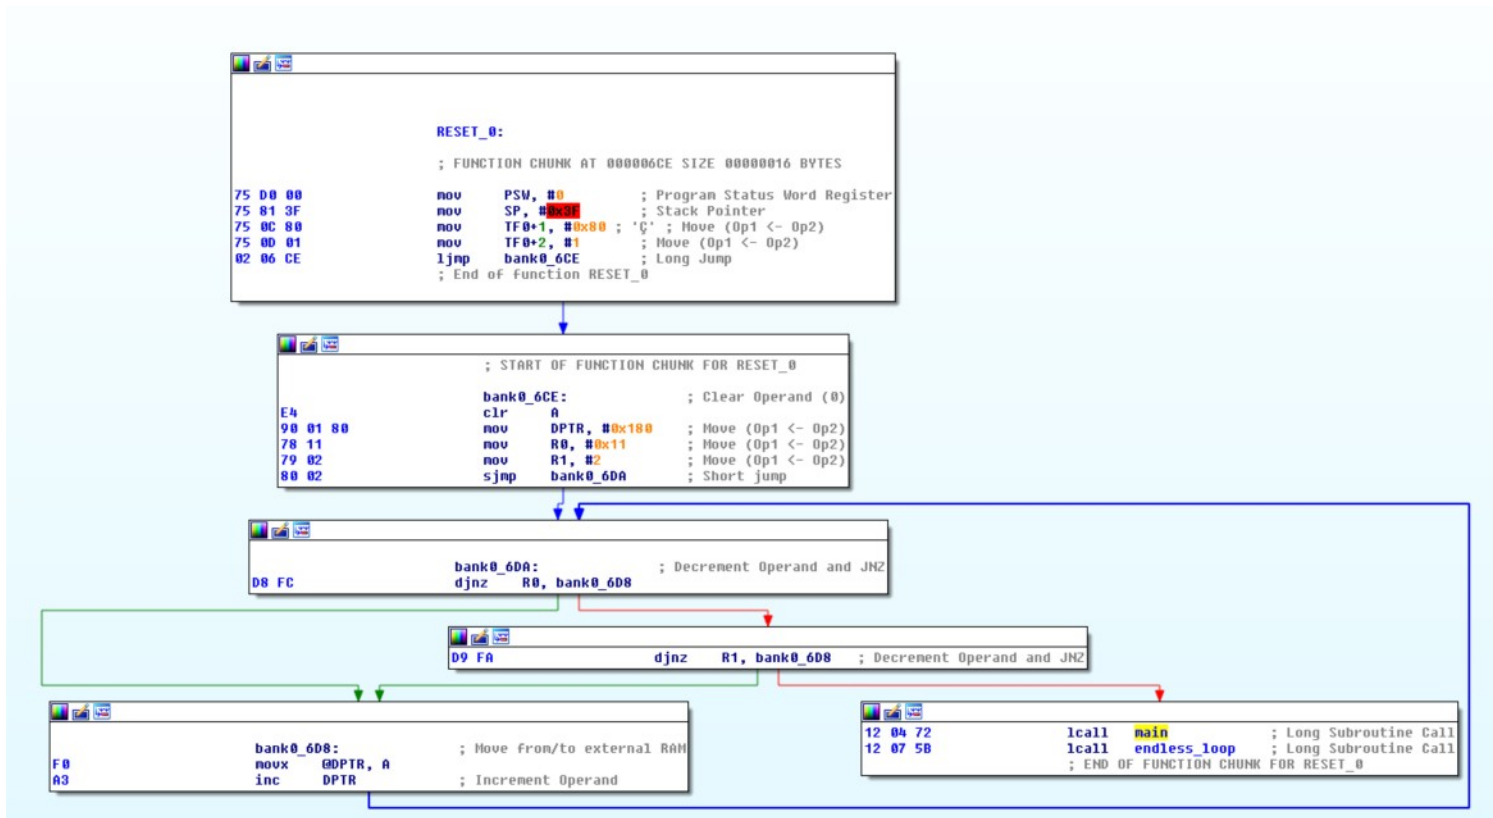 RESET_0:
; FUNCTION CHUNK AT 000006CE SIZE 00000016 BYTES
75 D0 00 mov PSW, #0 ; Program Status Word Register
75 81 3F mov SP, #0x3F ; Stack Pointer
75 0C 80 mov TF0+1, #0x80 ; 'Ç' ; Move (Op1 <- Op2)
75 0D 01 mov TF0+2, #1 ; Move (Op1 <- Op2)
02 06 CE ljmp bank0_6CE ; Long Jump
; End of function RESET_0
; START OF FUNCTION CHUNK FOR RESET_0
bank0_6CE: ; Clear Operand (0)
E4 clr A
90 01 80 mov DPTR, #0x180 ; Move (Op1 <- Op2)
78 11 mov R0, #0x11 ; Move (Op1 <- Op2)
79 02 mov R1, #2 ; Move (Op1 <- Op2)
80 02 sjmp bank0_6DA ; Short jump
bank0_6DA: ; Decrement Operand and JNZ
D8 FC djnz R0, bank0_6D8
D9 FA djnz R1, bank0_6D8 ; Decrement Operand and JNZ
bank0_6D8: ; Move from/to external RAM
F0 movx @DPTR, A
A3 inc DPTR ; Increment Operand
12 04 72 lcall main ; Long Subroutine Call
12 07 5B lcall endless_loop ; Long Subroutine Call
; END OF FUNCTION CHUNK FOR RESET_0